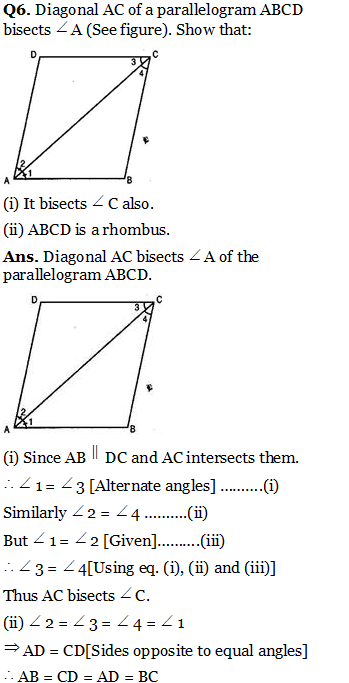 Q6. Diagonal AC of a parallelogram ABCD
bisects ∠A (See figure). Show that:
D C
3
4
2
1
A B
(i) It bisects ∠C also.
(ii) ABCD is a rhombus.
Ans. Diagonal AC bisects ∠A of the
parallelogram ABCD.
D C
3
4
2
1
A B
(i) Since AB || DC and AC intersects them.
∴ ∠1 = ∠3 [Alternate angles] ..........(i)
Similarly ∠2 = ∠4 ..........(ii)
But ∠1 = ∠2 [Given]..........(iii)
∴ ∠3 = ∠4[Using eq. (i), (ii) and (iii)]
Thus AC bisects ∠C.
(ii) ∠2 = ∠3 = ∠4 = ∠1
⇒ AD = CD[Sides opposite to equal angles]
∴ AB = CD = AD = BC